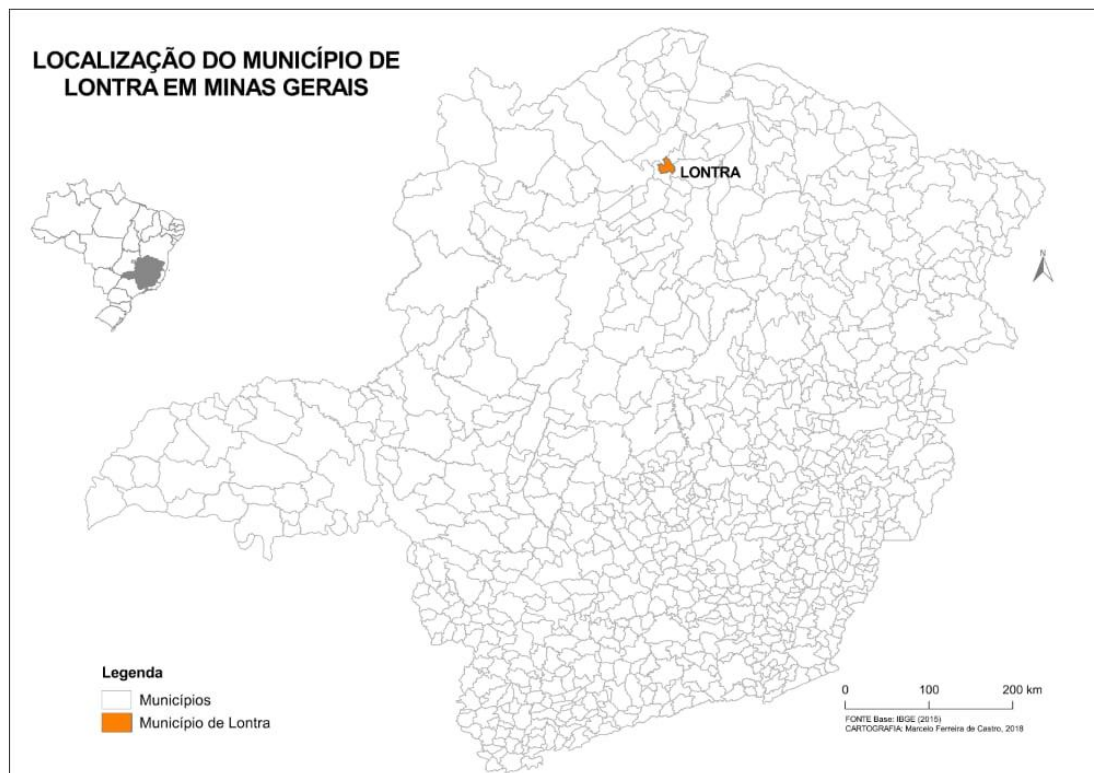 LOCALIZAÇÃO DO MUNICÍPIO DE
LONTRA EM MINAS GERAIS
LONTRA
N
Legenda
Municípios
Município de Lontra
0 100 200 km
FONTE Base: IBGE (2015)
CARTOGRAFIA: Marcelo Ferreira de Castro, 2018